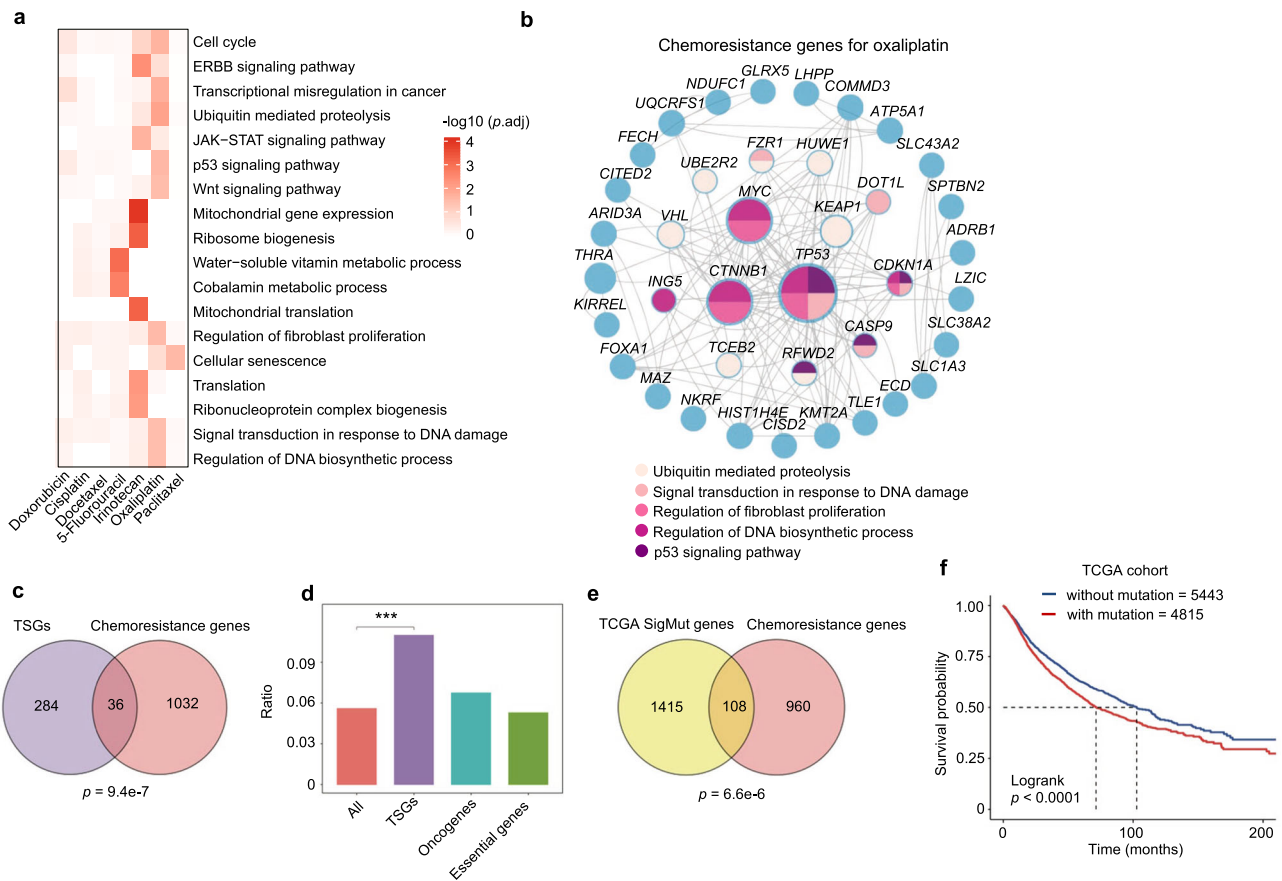 a
Cell cycle
ERBB signaling pathway
Transcriptional misregulation in cancer
Ubiquitin mediated proteolysis
JAK−STAT signaling pathway
p53 signaling pathway
Wnt signaling pathway
Mitochondrial gene expression
Ribosome biogenesis
Water−soluble vitamin metabolic process
Cobalamin metabolic process
Mitochondrial translation
Regulation of fibroblast proliferation
Cellular senescence
Translation
Ribonucleoprotein complex biogenesis
Signal transduction in response to DNA damage
Regulation of DNA biosynthetic process
Doxorubicin
Cisplatin
Docetaxel
5-Fluorouracil
Irinotecan
Oxaliplatin
Paclitaxel
-log10 (p.adj)
4
3
2
1
0
b
Chemoresistance genes for oxaliplatin
GLRX5
LHPP
NDUFC1
COMMD3
UQCRFS1
ATP5A1
FECH
FZR1
HUWE1
SLC43A2
UBE2R2
CITED2
DOT1L
SPTBN2
MYC
ARID3A
VHL
KEAP1
ADRB1
THRA
TP53
CTNNB1
CDKN1A
ING5
LZIC
KIRREL
SLC38A2
CASP9
FOXA1
TCEB2
RFWD2
SLC1A3
MAZ
ECD
NKRF
TLE1
HIST1H4E
KMT2A
CISD2
Ubiquitin mediated proteolysis
Signal transduction in response to DNA damage
Regulation of fibroblast proliferation
Regulation of DNA biosynthetic process
p53 signaling pathway
c
TSGs
Chemoresistance genes
284
36
1032
p = 9.4e-7
d
***
Ratio
0.09
0.06
0.03
0
All
TSGs
Oncogenes
Essential genes
e
TCGA SigMut genes
Chemoresistance genes
1415
108
960
p = 6.6e-6
f
TCGA cohort
without mutation = 5443
with mutation = 4815
Survival probability
1.00
0.75
0.50
0.25
0
Logrank
p < 0.0001
0
100
200
Time (months)